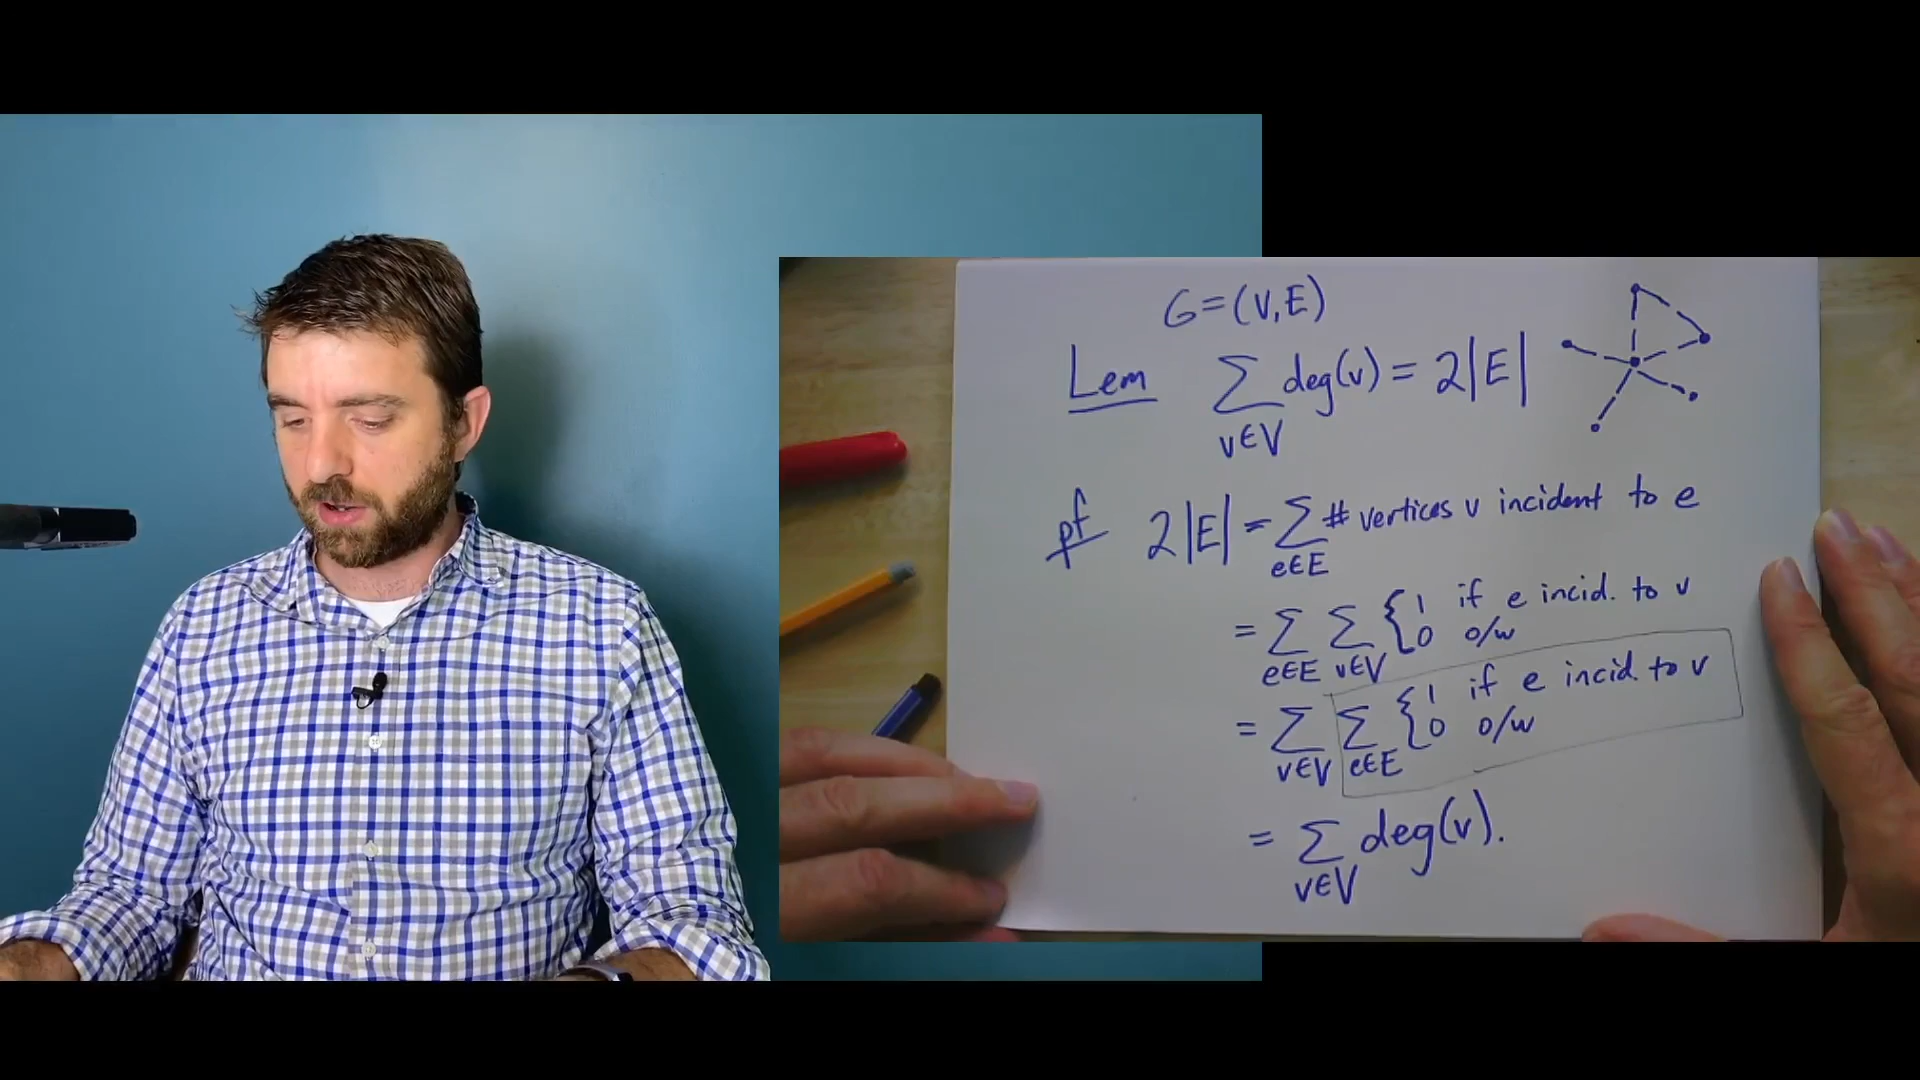 G=(V,E)
Lem ∑ deg(v) = 2|E|
v∈V
pf 2|E| = ∑ # vertices v incident to e
e∈E
= ∑ ∑ { 1 if e incid. to v
0 o/w
e∈E v∈V
= ∑ ∑ { 1 if e incid. to v
0 o/w
v∈V e∈E
= ∑ deg(v).
v∈V